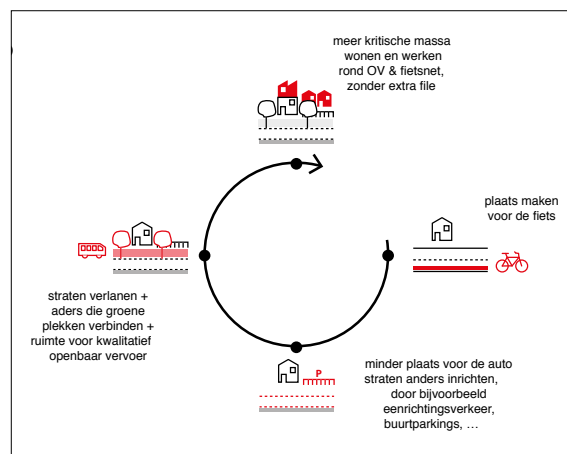 meer kritische massa
wonen en werken
rond OV & fietsnet,
zonder extra file
plaats maken
voor de fiets
straten verlanen +
aders die groene
plekken verbinden +
ruimte voor kwalitatief
openbaar vervoer
P
minder plaats voor de auto
straten anders inrichten,
door bijvoorbeeld
eenrichtingsverkeer,
buurtparkings, ...